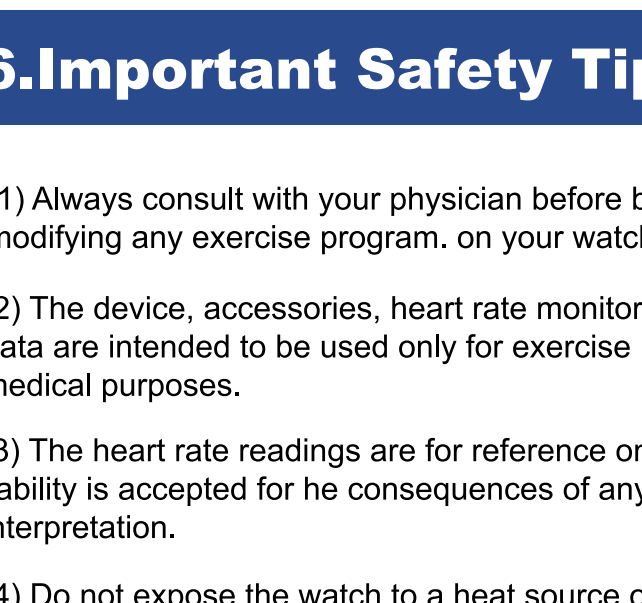 6.Important Safety Tip
1) Always consult with your physician before b
modifying any exercise program. on your watch
2) The device, accessories, heart rate monitor
ata are intended to be used only for exercise
medical purposes.
3) The heart rate readings are for reference on
ability is accepted for he consequences of any
nterpretation.
4) Do not expose the watch to a heat source o